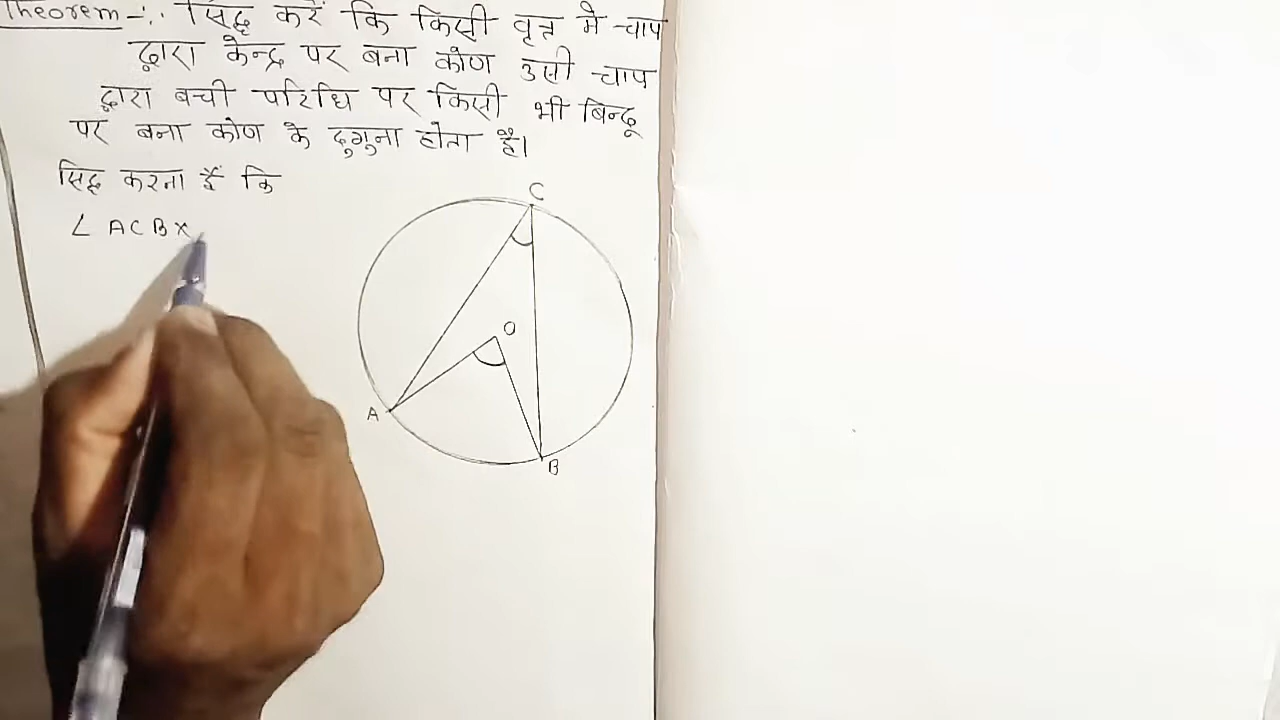 Theorem -:. सिद्ध करें कि किसी वृत्त मे चाप
द्वारा केन्द्र पर बना कोण उसी चाप
द्वारा बची परिधि पर किसी भी बिन्दू
पर बना कोण के दुगुना होता है।
सिद्ध करना हैं कि
∠ ACB x
C
O
A
B